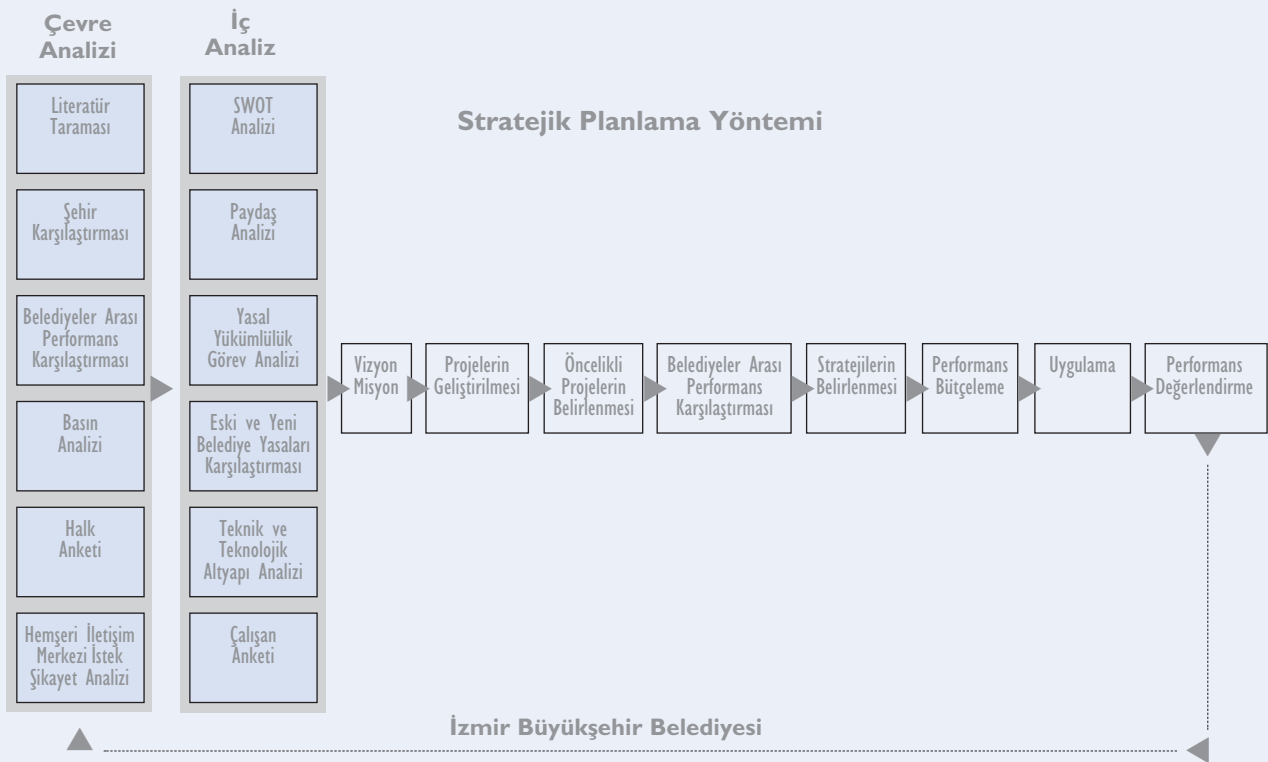 Çevre
Analizi
İç
Analiz
Stratejik Planlama Yöntemi
Literatür
Taraması
Şehir
Karşılaştırması
Belediyeler Arası
Performans
Karşılaştırması
Basın
Analizi
Halk
Anketi
Hemşeri İletişim
Merkezi İstek
Şikayet Analizi
SWOT
Analizi
Paydaş
Analizi
Yasal
Yükümlülük
Görev Analizi
Eski ve Yeni
Belediye Yasaları
Karşılaştırması
Teknik ve
Teknolojik
Altyapı Analizi
Çalışan
Anketi
Vizyon
Misyon
Projelerin
Geliştirilmesi
Öncelikli
Projelerin
Belirlenmesi
Belediyeler Arası
Performans
Karşılaştırması
Stratejilerin
Belirlenmesi
Performans
Bütçeleme
Uygulama
Performans
Değerlendirme
İzmir Büyükşehir Belediyesi